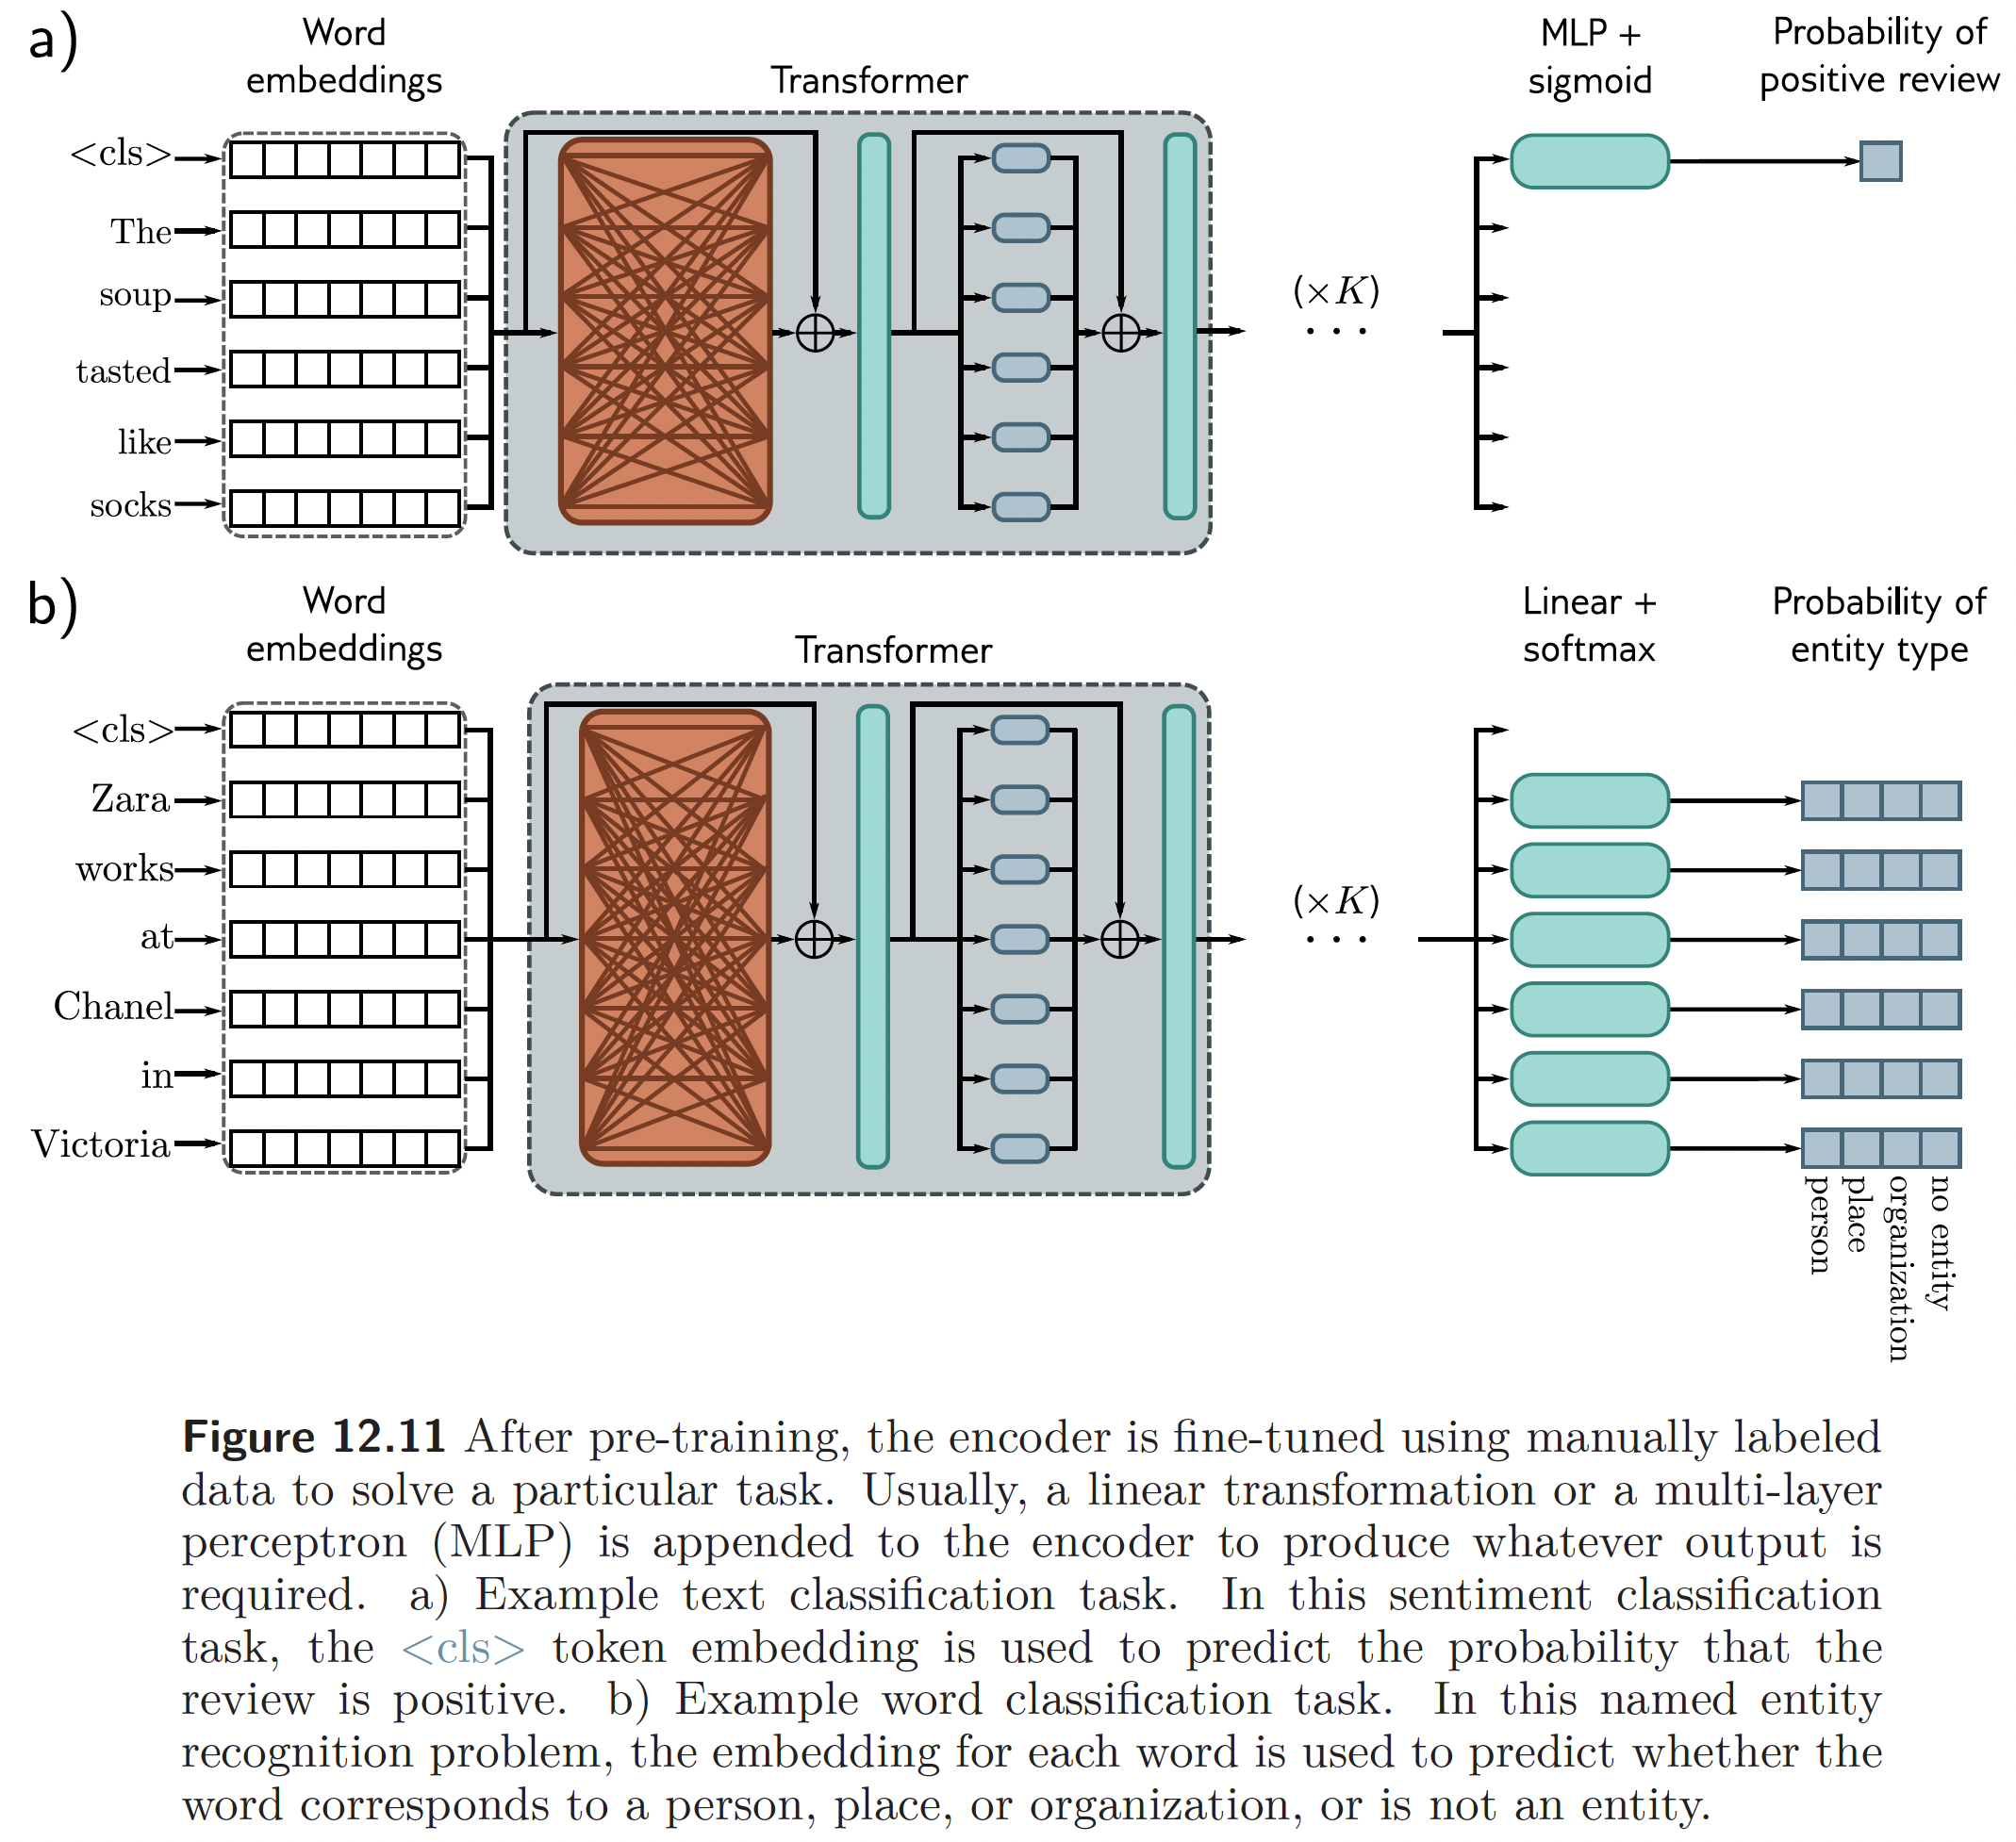 a)
Word
embeddings
Transformer
MLP +
sigmoid
Probability of
positive review
<cls>
The
soup
tasted
like
socks
(×K)
...
b)
Word
embeddings
Transformer
Linear +
softmax
Probability of
entity type
<cls>
Zara
works
at
Chanel
in
Victoria
(×K)
...
person
place
organization
no entity
Figure 12.11 After pre-training, the encoder is fine-tuned using manually labeled
data to solve a particular task. Usually, a linear transformation or a multi-layer
perceptron (MLP) is appended to the encoder to produce whatever output is
required. a) Example text classification task. In this sentiment classification
task, the <cls> token embedding is used to predict the probability that the
review is positive. b) Example word classification task. In this named entity
recognition problem, the embedding for each word is used to predict whether the
word corresponds to a person, place, or organization, or is not an entity.